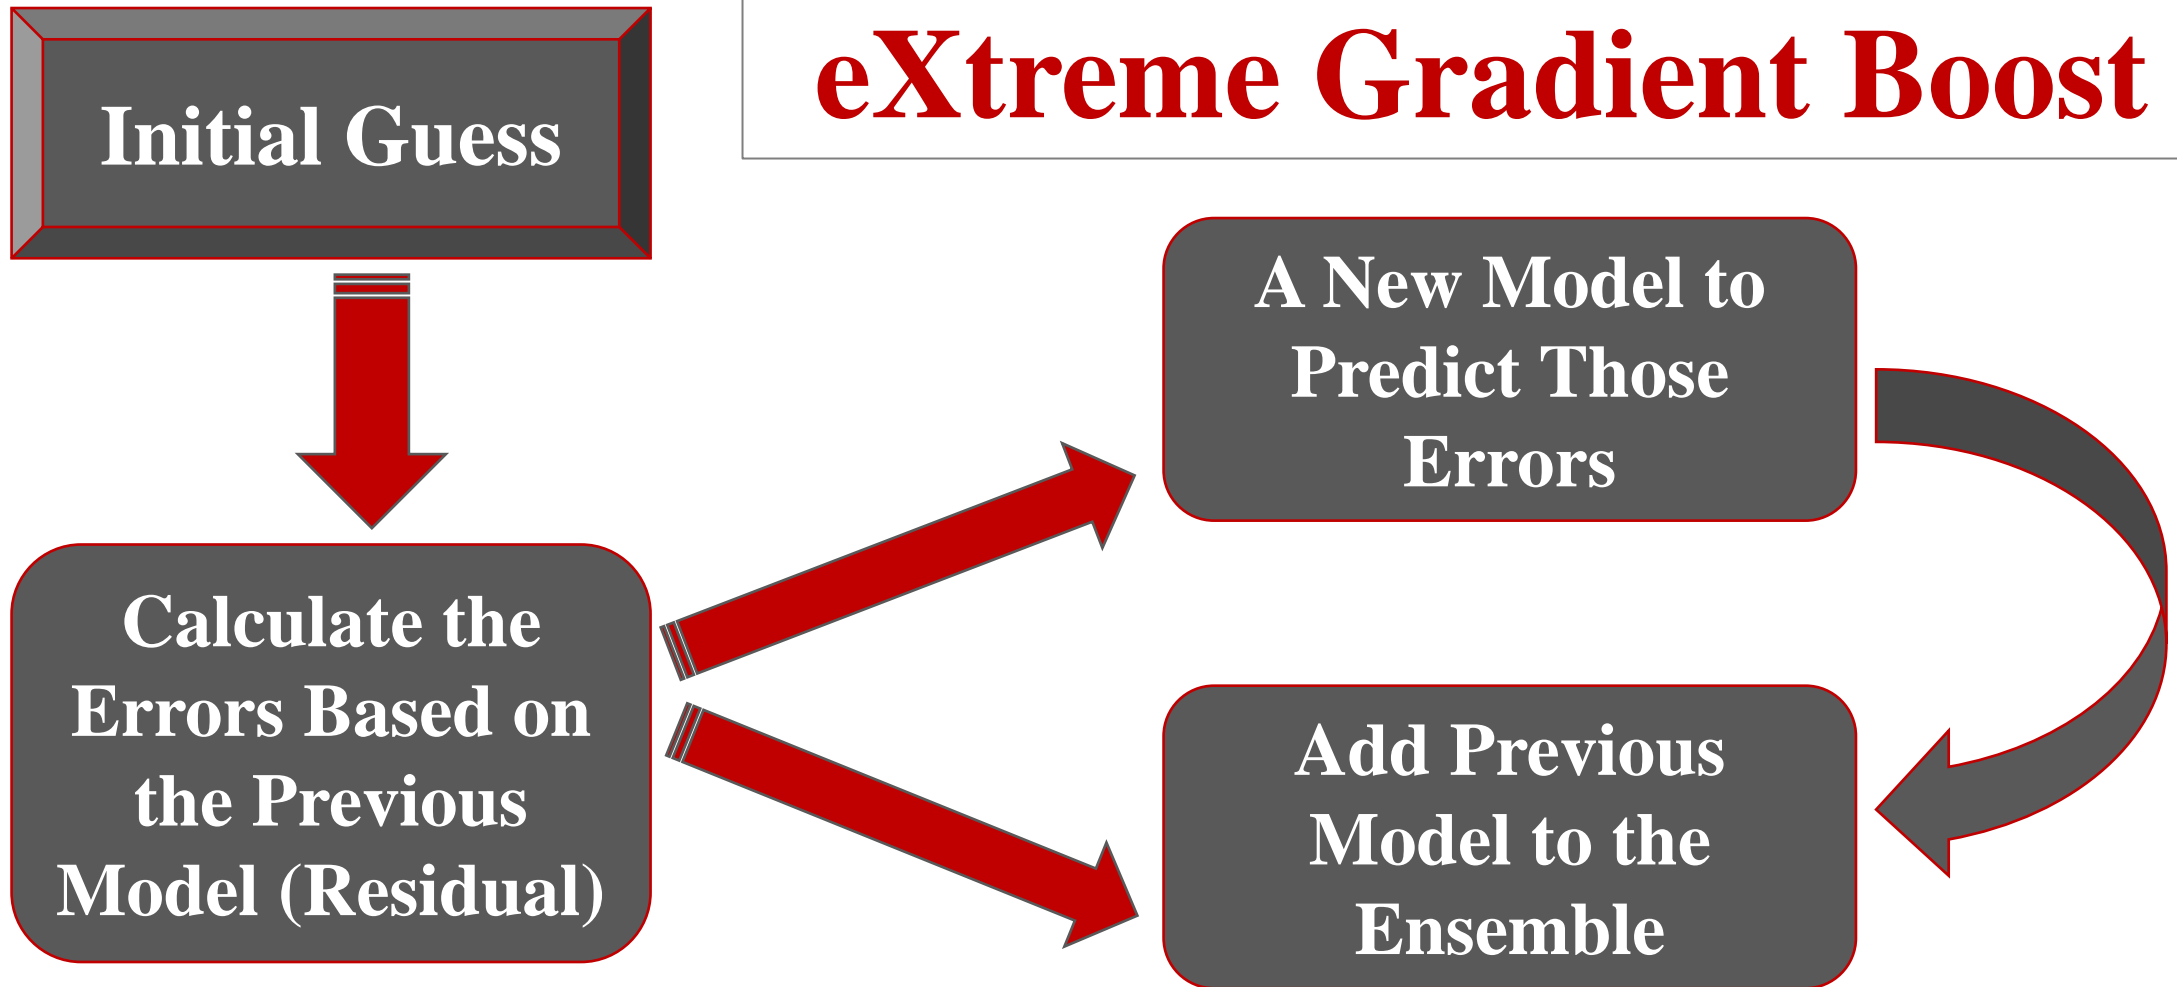 eXtreme Gradient Boost
Initial Guess
Calculate the
Errors Based on
the Previous
Model (Residual)
A New Model to
Predict Those
Errors
Add Previous
Model to the
Ensemble